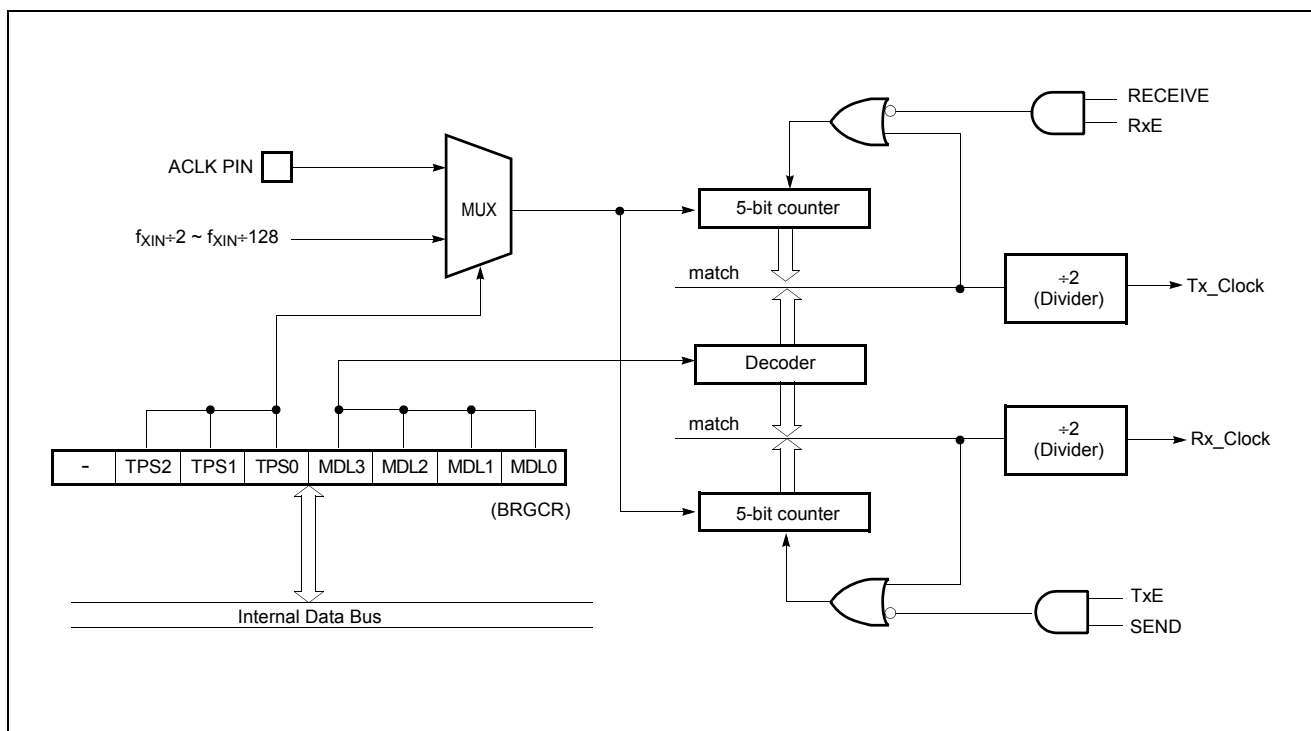 RECEIVE
RxE
ACLK PIN
MUX
5-bit counter
fXIN÷2 ~ fXIN÷128
match
÷2
(Divider)
Tx_Clock
Decoder
match
÷2
(Divider)
Rx_Clock
- TPS2 TPS1 TPS0 MDL3 MDL2 MDL1 MDL0
(BRGCR)
5-bit counter
TxE
Internal Data Bus
SEND